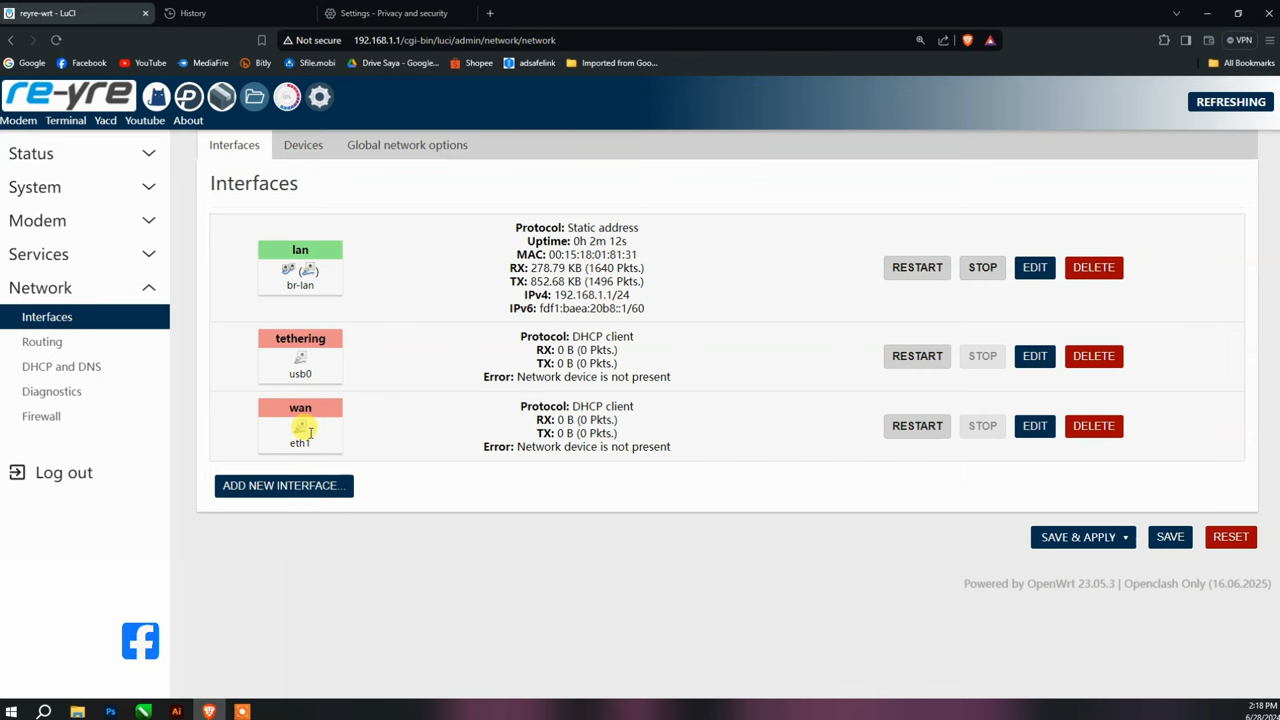 reyre-wrt - LuCI
History
Settings - Privacy and security
Not secure
192.168.1.1/cgi-bin/luci/admin/network/network
VPN
Google
Facebook
YouTube
MediaFire
Bitly
Sfile.mobi
Drive Saya - Google...
Shopee
adsafelink
Imported from Goo...
All Bookmarks
re-yre
REFRESHING
Modem
Terminal
Yacd
Youtube
About
Status
System
Modem
Services
Network
Interfaces
Routing
DHCP and DNS
Diagnostics
Firewall
Log out
Interfaces
Devices
Global network options
Interfaces
lan
br-lan
Protocol: Static address
Uptime: 0h 2m 12s
MAC: 00:15:18:01:81:31
RX: 278.79 KB (1640 Pkts.)
TX: 852.68 KB (1496 Pkts.)
IPv4: 192.168.1.1/24
IPv6: fdf1:baea:20b8::1/60
RESTART
STOP
EDIT
DELETE
tethering
usb0
Protocol: DHCP client
RX: 0 B (0 Pkts.)
TX: 0 B (0 Pkts.)
Error: Network device is not present
RESTART
STOP
EDIT
DELETE
wan
eth1
Protocol: DHCP client
RX: 0 B (0 Pkts.)
TX: 0 B (0 Pkts.)
Error: Network device is not present
RESTART
STOP
EDIT
DELETE
ADD NEW INTERFACE...
SAVE & APPLY
SAVE
RESET
Powered by OpenWrt 23.05.3 | Openclash Only (16.06.2025)
2:18 PM